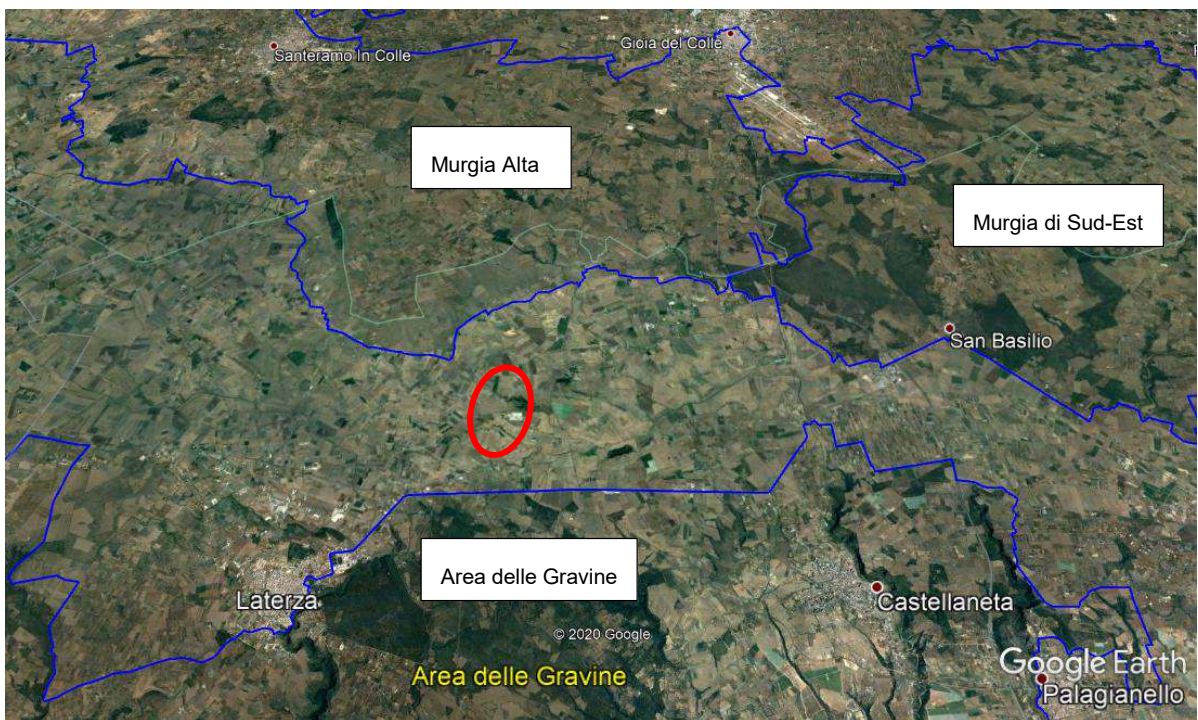 Santeramo In Colle
Gioia del Colle
Murgia Alta
Murgia di Sud-Est
San Basilio
Area delle Gravine
Laterza
Castellaneta
© 2020 Google
Area delle Gravine
Google Earth
Palagianello